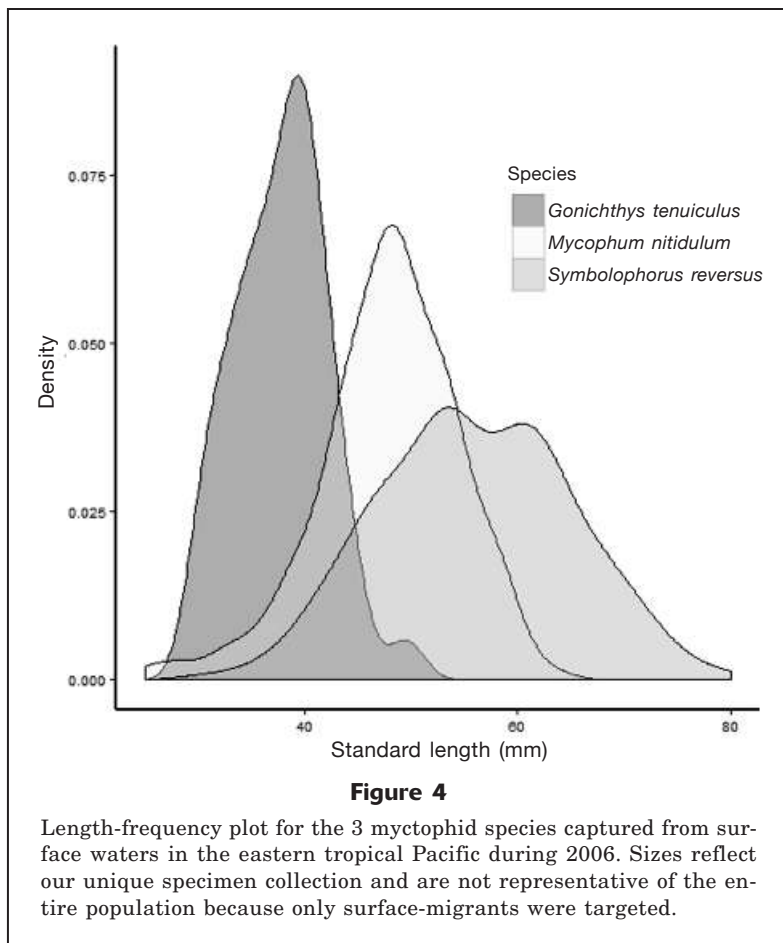 Species
Gonichthys tenuiculus
Mycophum nitidulum
Symbolophorus reversus
0.075
0.050
0.025
0.000
Density
40
60
80
Standard length (mm)
Figure 4
Length-frequency plot for the 3 myctophid species captured from sur-
face waters in the eastern tropical Pacific during 2006. Sizes reflect
our unique specimen collection and are not representative of the en-
tire population because only surface-migrants were targeted.